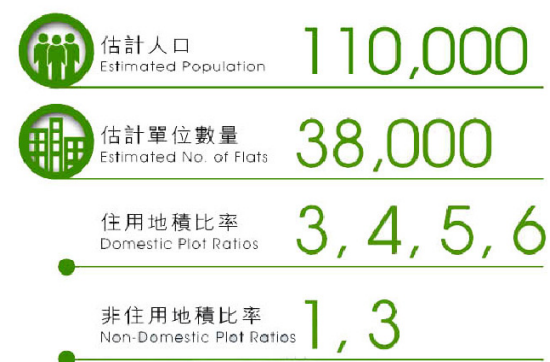 估計人口
Estimated Population
110,000
估計單位數量
Estimated No. of Flats
38,000
住用地積比率
Domestic Plot Ratios
3, 4, 5, 6
非住用地積比率
Non-Domestic Plot Ratios
1, 3